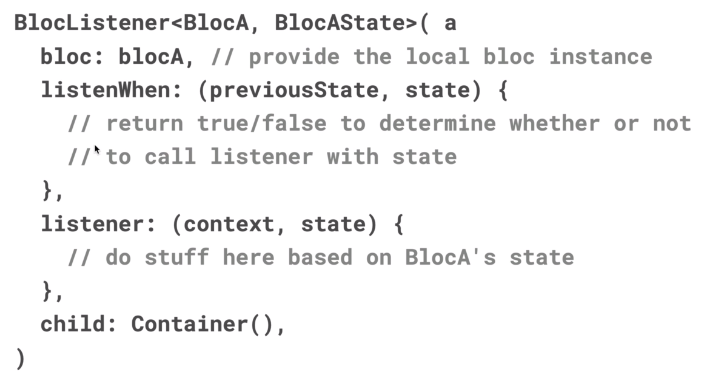 BlocListener<BlocA, BlocAState>( a
bloc: blocA, // provide the local bloc instance
listenWhen: (previousState, state) {
// return true/false to determine whether or not
// to call listener with state
},
listener: (context, state) {
// do stuff here based on BlocA's state
},
child: Container(),
)